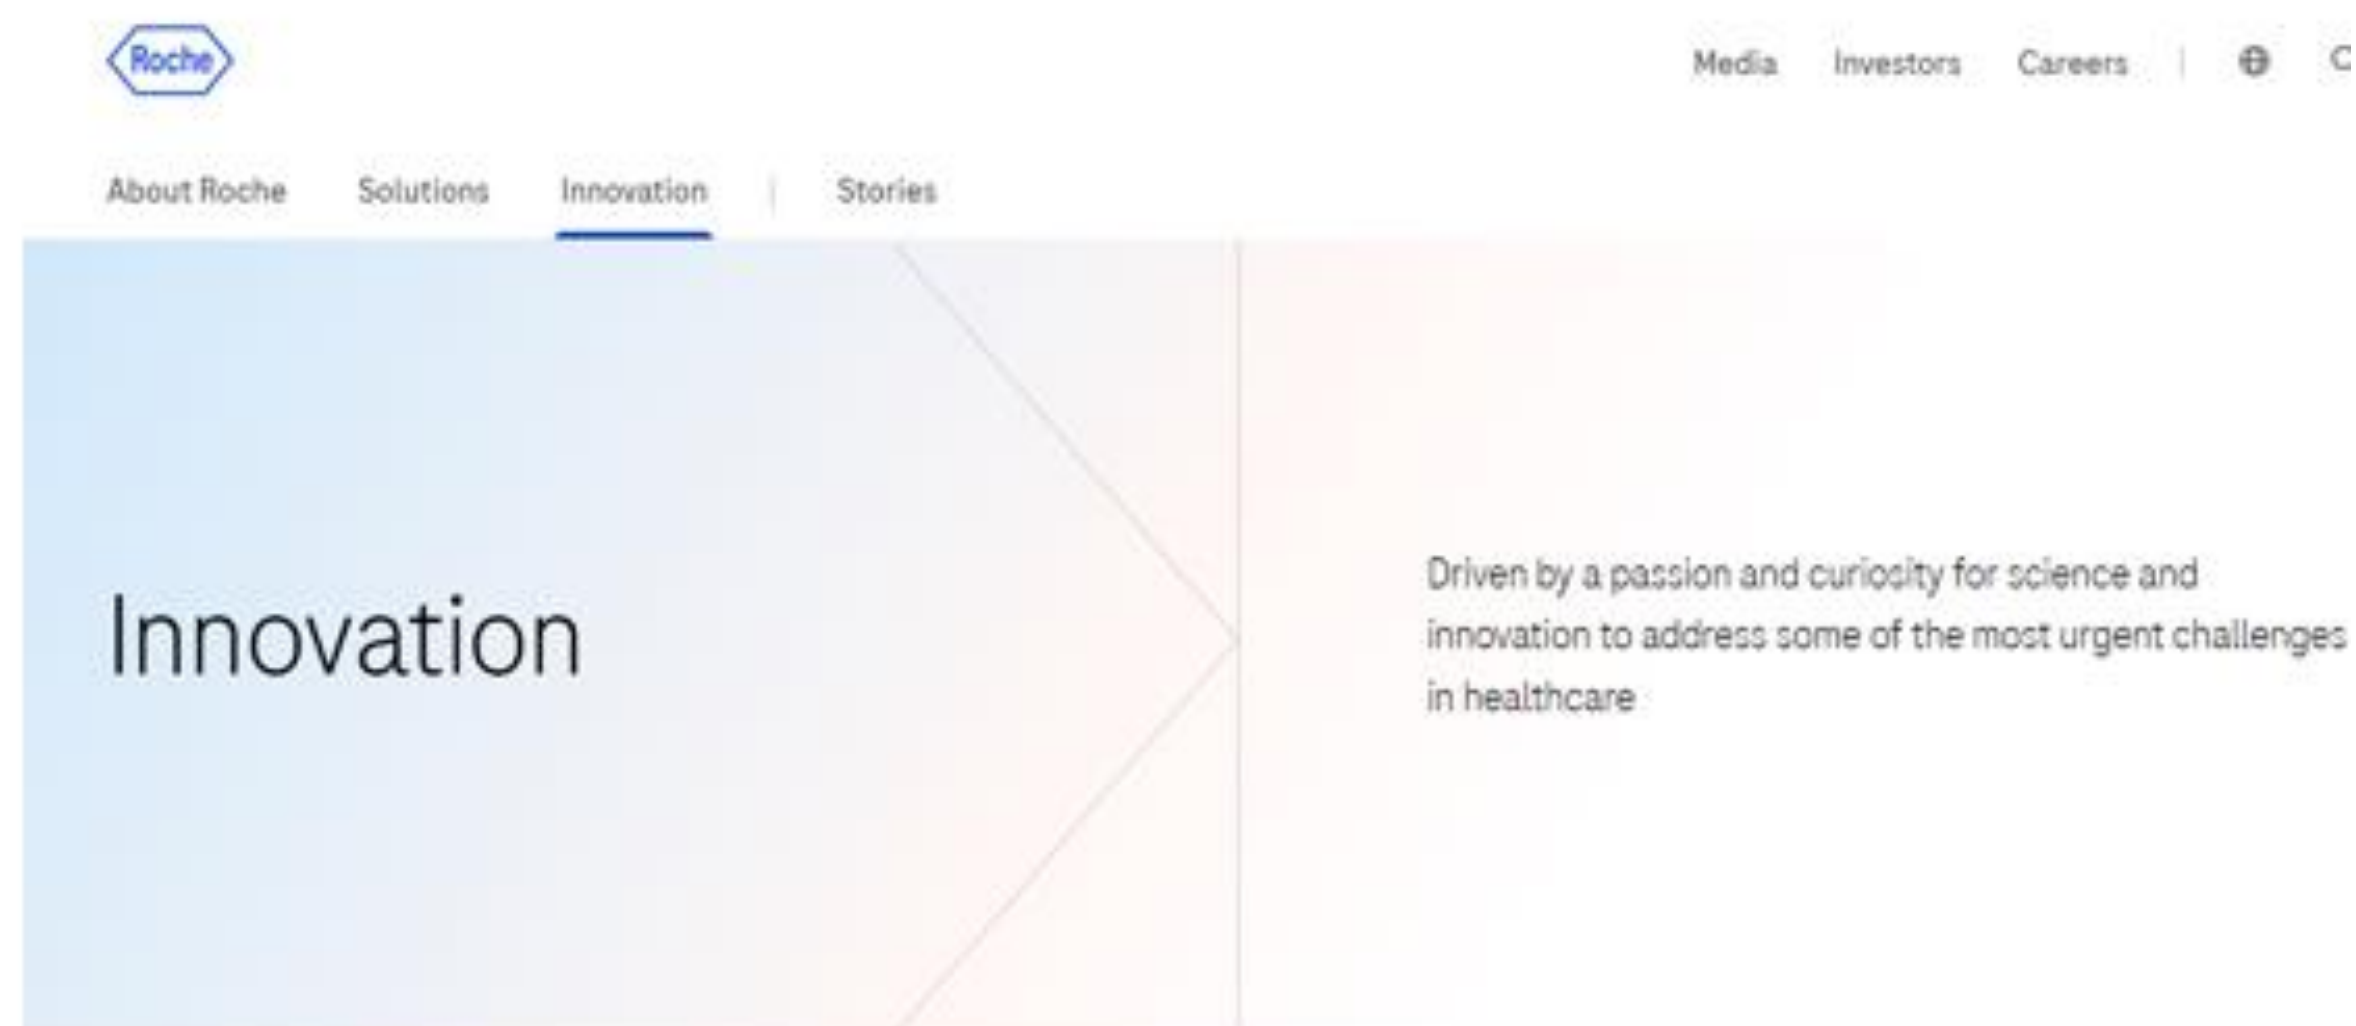 Roche
Media Investors Careers
About Roche Solutions Innovation Stories
Innovation
Driven by a passion and curiosity for science and
innovation to address some of the most urgent challenges
in healthcare